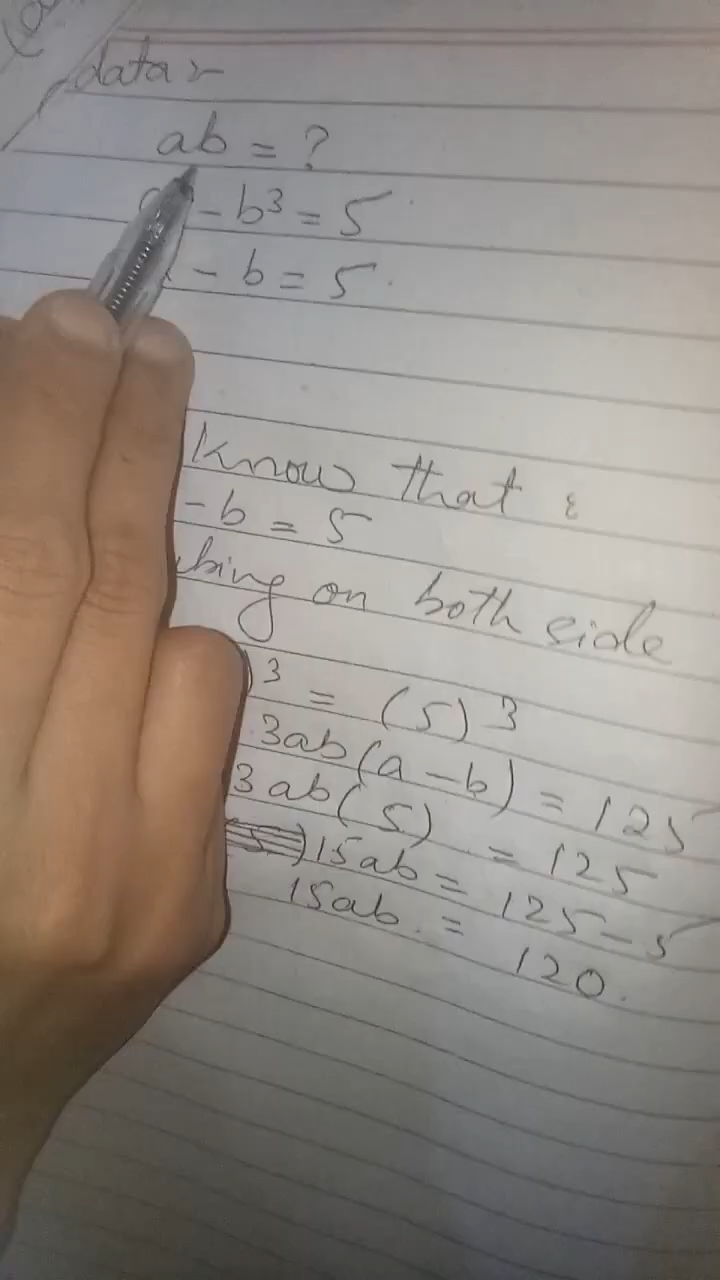 data :-
ab = ?
- b³ = 5
- b = 5
know that :
- b = 5
bing on both side
)³ = (5)³
3ab(a - b) = 125
3ab(5) = 125
15ab = 125 - 5
15ab = 120.